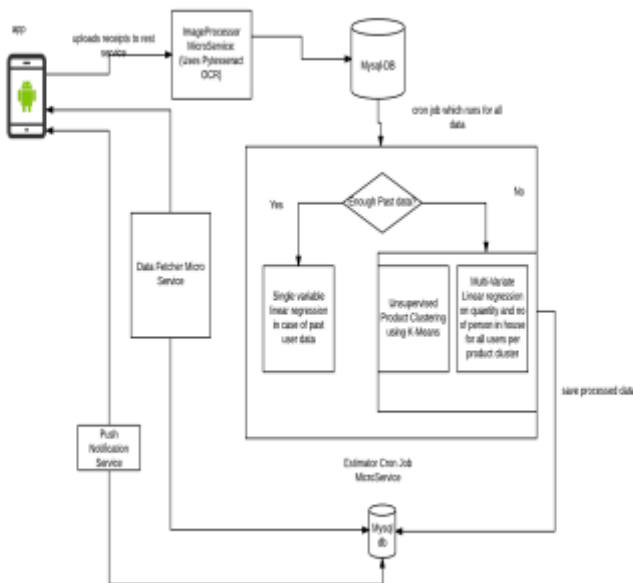 app
uploads receipts to rest
service
ImageProcessor
MicroService:
(Uses Pytesseract
OCR)
Mysql-DB
cron job which runs for all
data
Enough Past data?
Yes
No
Data Fetcher Micro
Service
Single variable
linear regression
in case of past
user data
Unsupervised
Product Clustering
using K-Means
Multi-Variate
Linear regression
on quantity and no
of person in house
for all users per
product cluster
save processed data
Push
Notification
Service
Estimator Cron Job
MicroService
Mysql
db